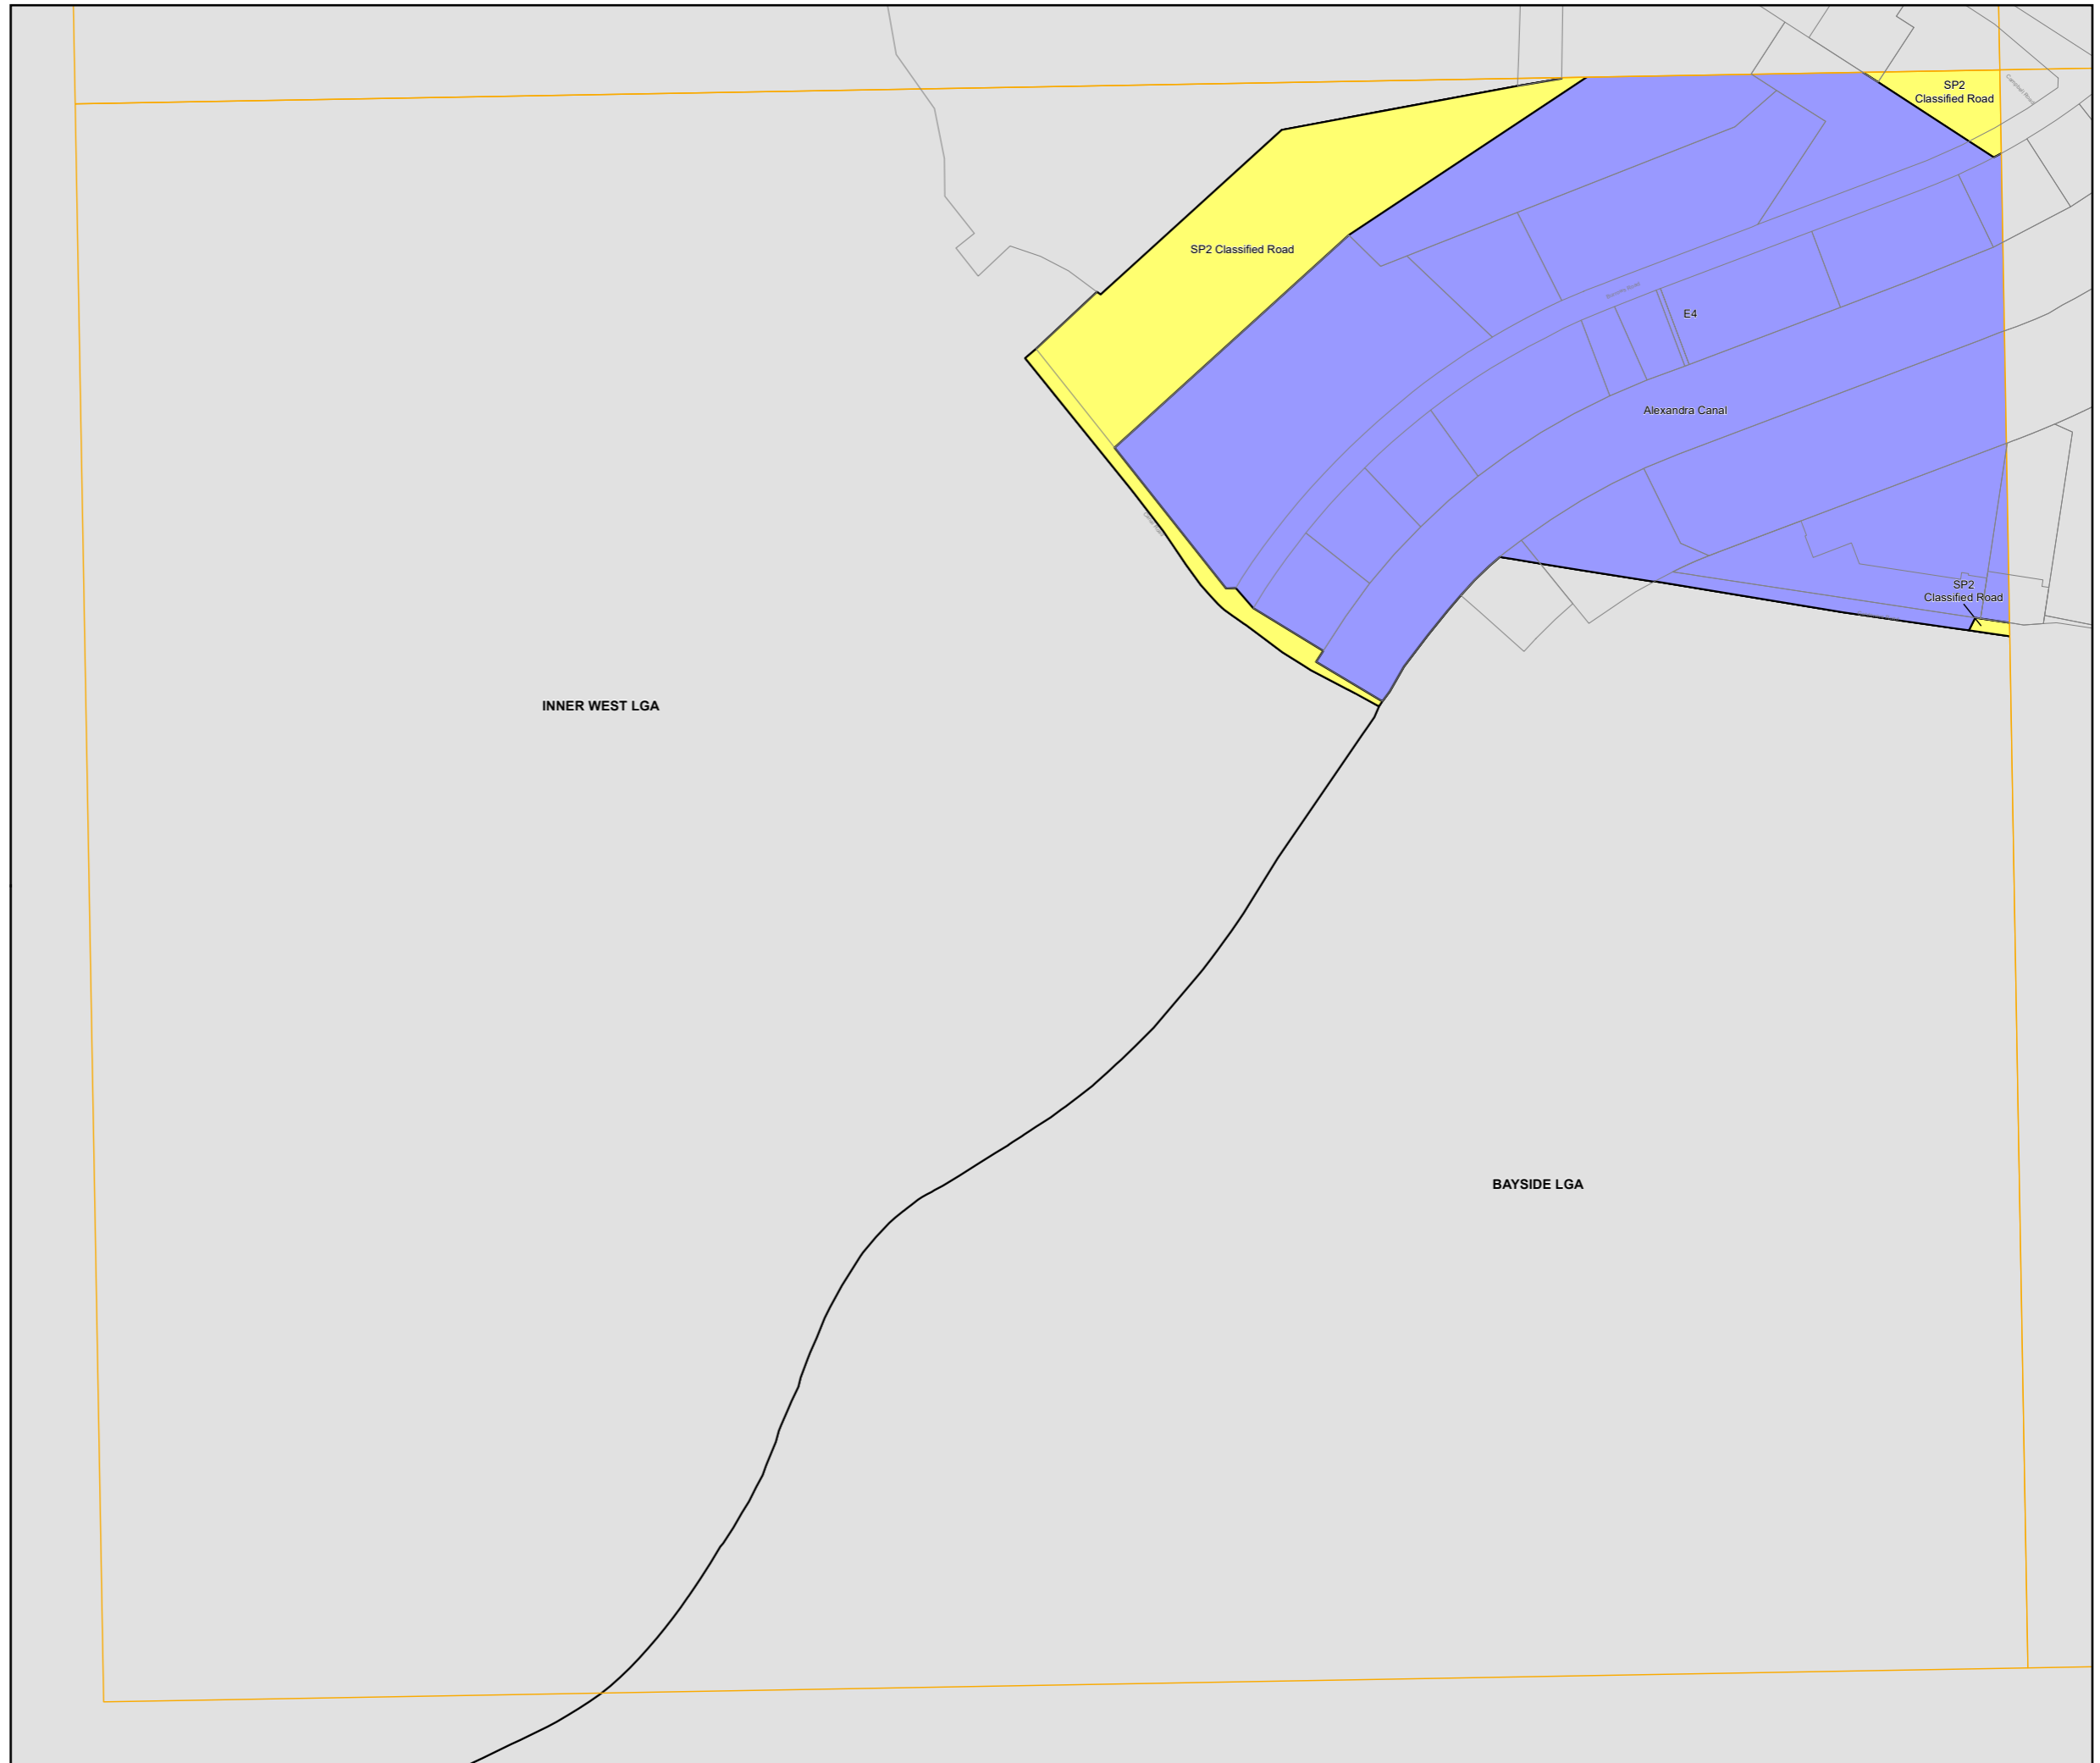 SP2
Classified Road
SP2 Classified Road
E4
Alexandra Canal
SP2
Classified Road
INNER WEST LGA
BAYSIDE LGA